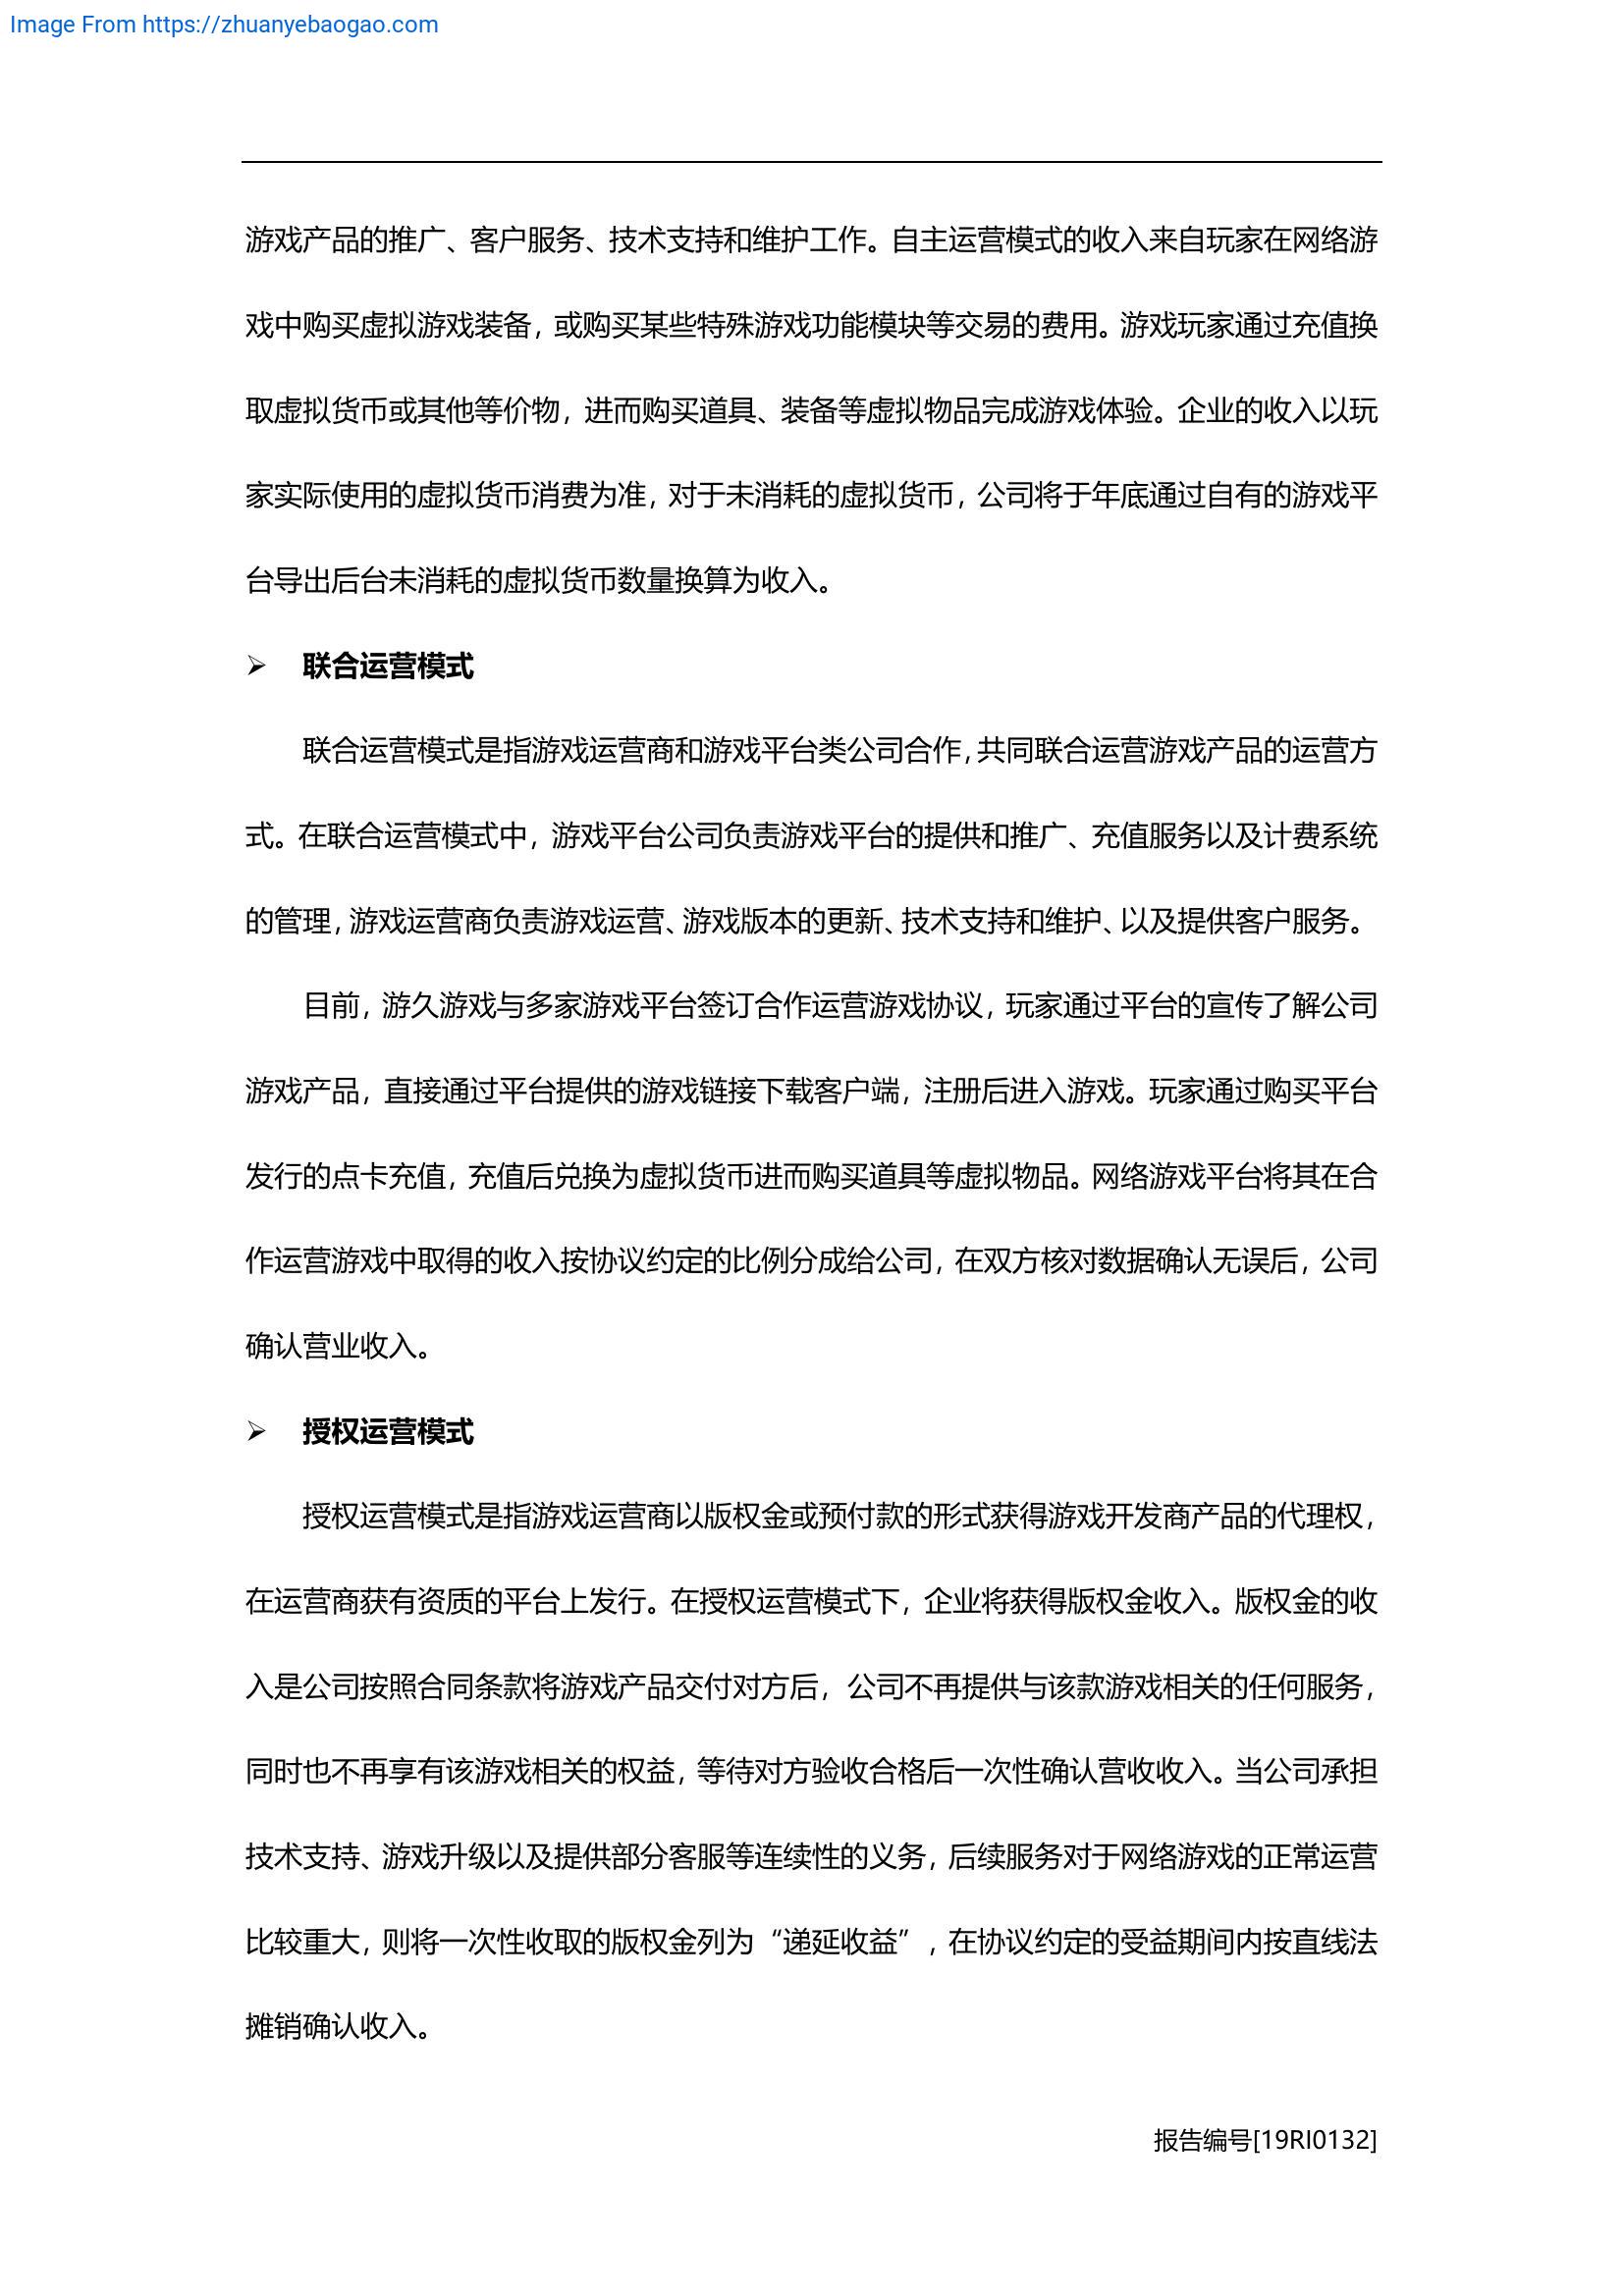 Image From https://zhuanyebaogao.com
游戏产品的推广、客户服务、技术支持和维护工作。自主运营模式的收入来自玩家在网络游
戏中购买虚拟游戏装备，或购买某些特殊游戏功能模块等交易的费用。游戏玩家通过充值换
取虚拟货币或其他等价物，进而购买道具、装备等虚拟物品完成游戏体验。企业的收入以玩
家实际使用的虚拟货币消费为准，对于未消耗的虚拟货币，公司将于年底通过自有的游戏平
台导出后台未消耗的虚拟货币数量换算为收入。
➢ 联合运营模式
联合运营模式是指游戏运营商和游戏平台类公司合作，共同联合运营游戏产品的运营方
式。在联合运营模式中，游戏平台公司负责游戏平台的提供和推广、充值服务以及计费系统
的管理，游戏运营商负责游戏运营、游戏版本的更新、技术支持和维护、以及提供客户服务。
目前，游久游戏与多家游戏平台签订合作运营游戏协议，玩家通过平台的宣传了解公司
游戏产品，直接通过平台提供的游戏链接下载客户端，注册后进入游戏。玩家通过购买平台
发行的点卡充值，充值后兑换为虚拟货币进而购买道具等虚拟物品。网络游戏平台将其在合
作运营游戏中取得的收入按协议约定的比例分成给公司，在双方核对数据确认无误后，公司
确认营业收入。
➢ 授权运营模式
授权运营模式是指游戏运营商以版权金或预付款的形式获得游戏开发商产品的代理权，
在运营商获有资质的平台上发行。在授权运营模式下，企业将获得版权金收入。版权金的收
入是公司按照合同条款将游戏产品交付对方后，公司不再提供与该款游戏相关的任何服务，
同时也不再享有该游戏相关的权益，等待对方验收合格后一次性确认营收收入。当公司承担
技术支持、游戏升级以及提供部分客服等连续性的义务，后续服务对于网络游戏的正常运营
比较重大，则将一次性收取的版权金列为“递延收益”，在协议约定的受益期间内按直线法
摊销确认收入。
报告编号[19RI0132]